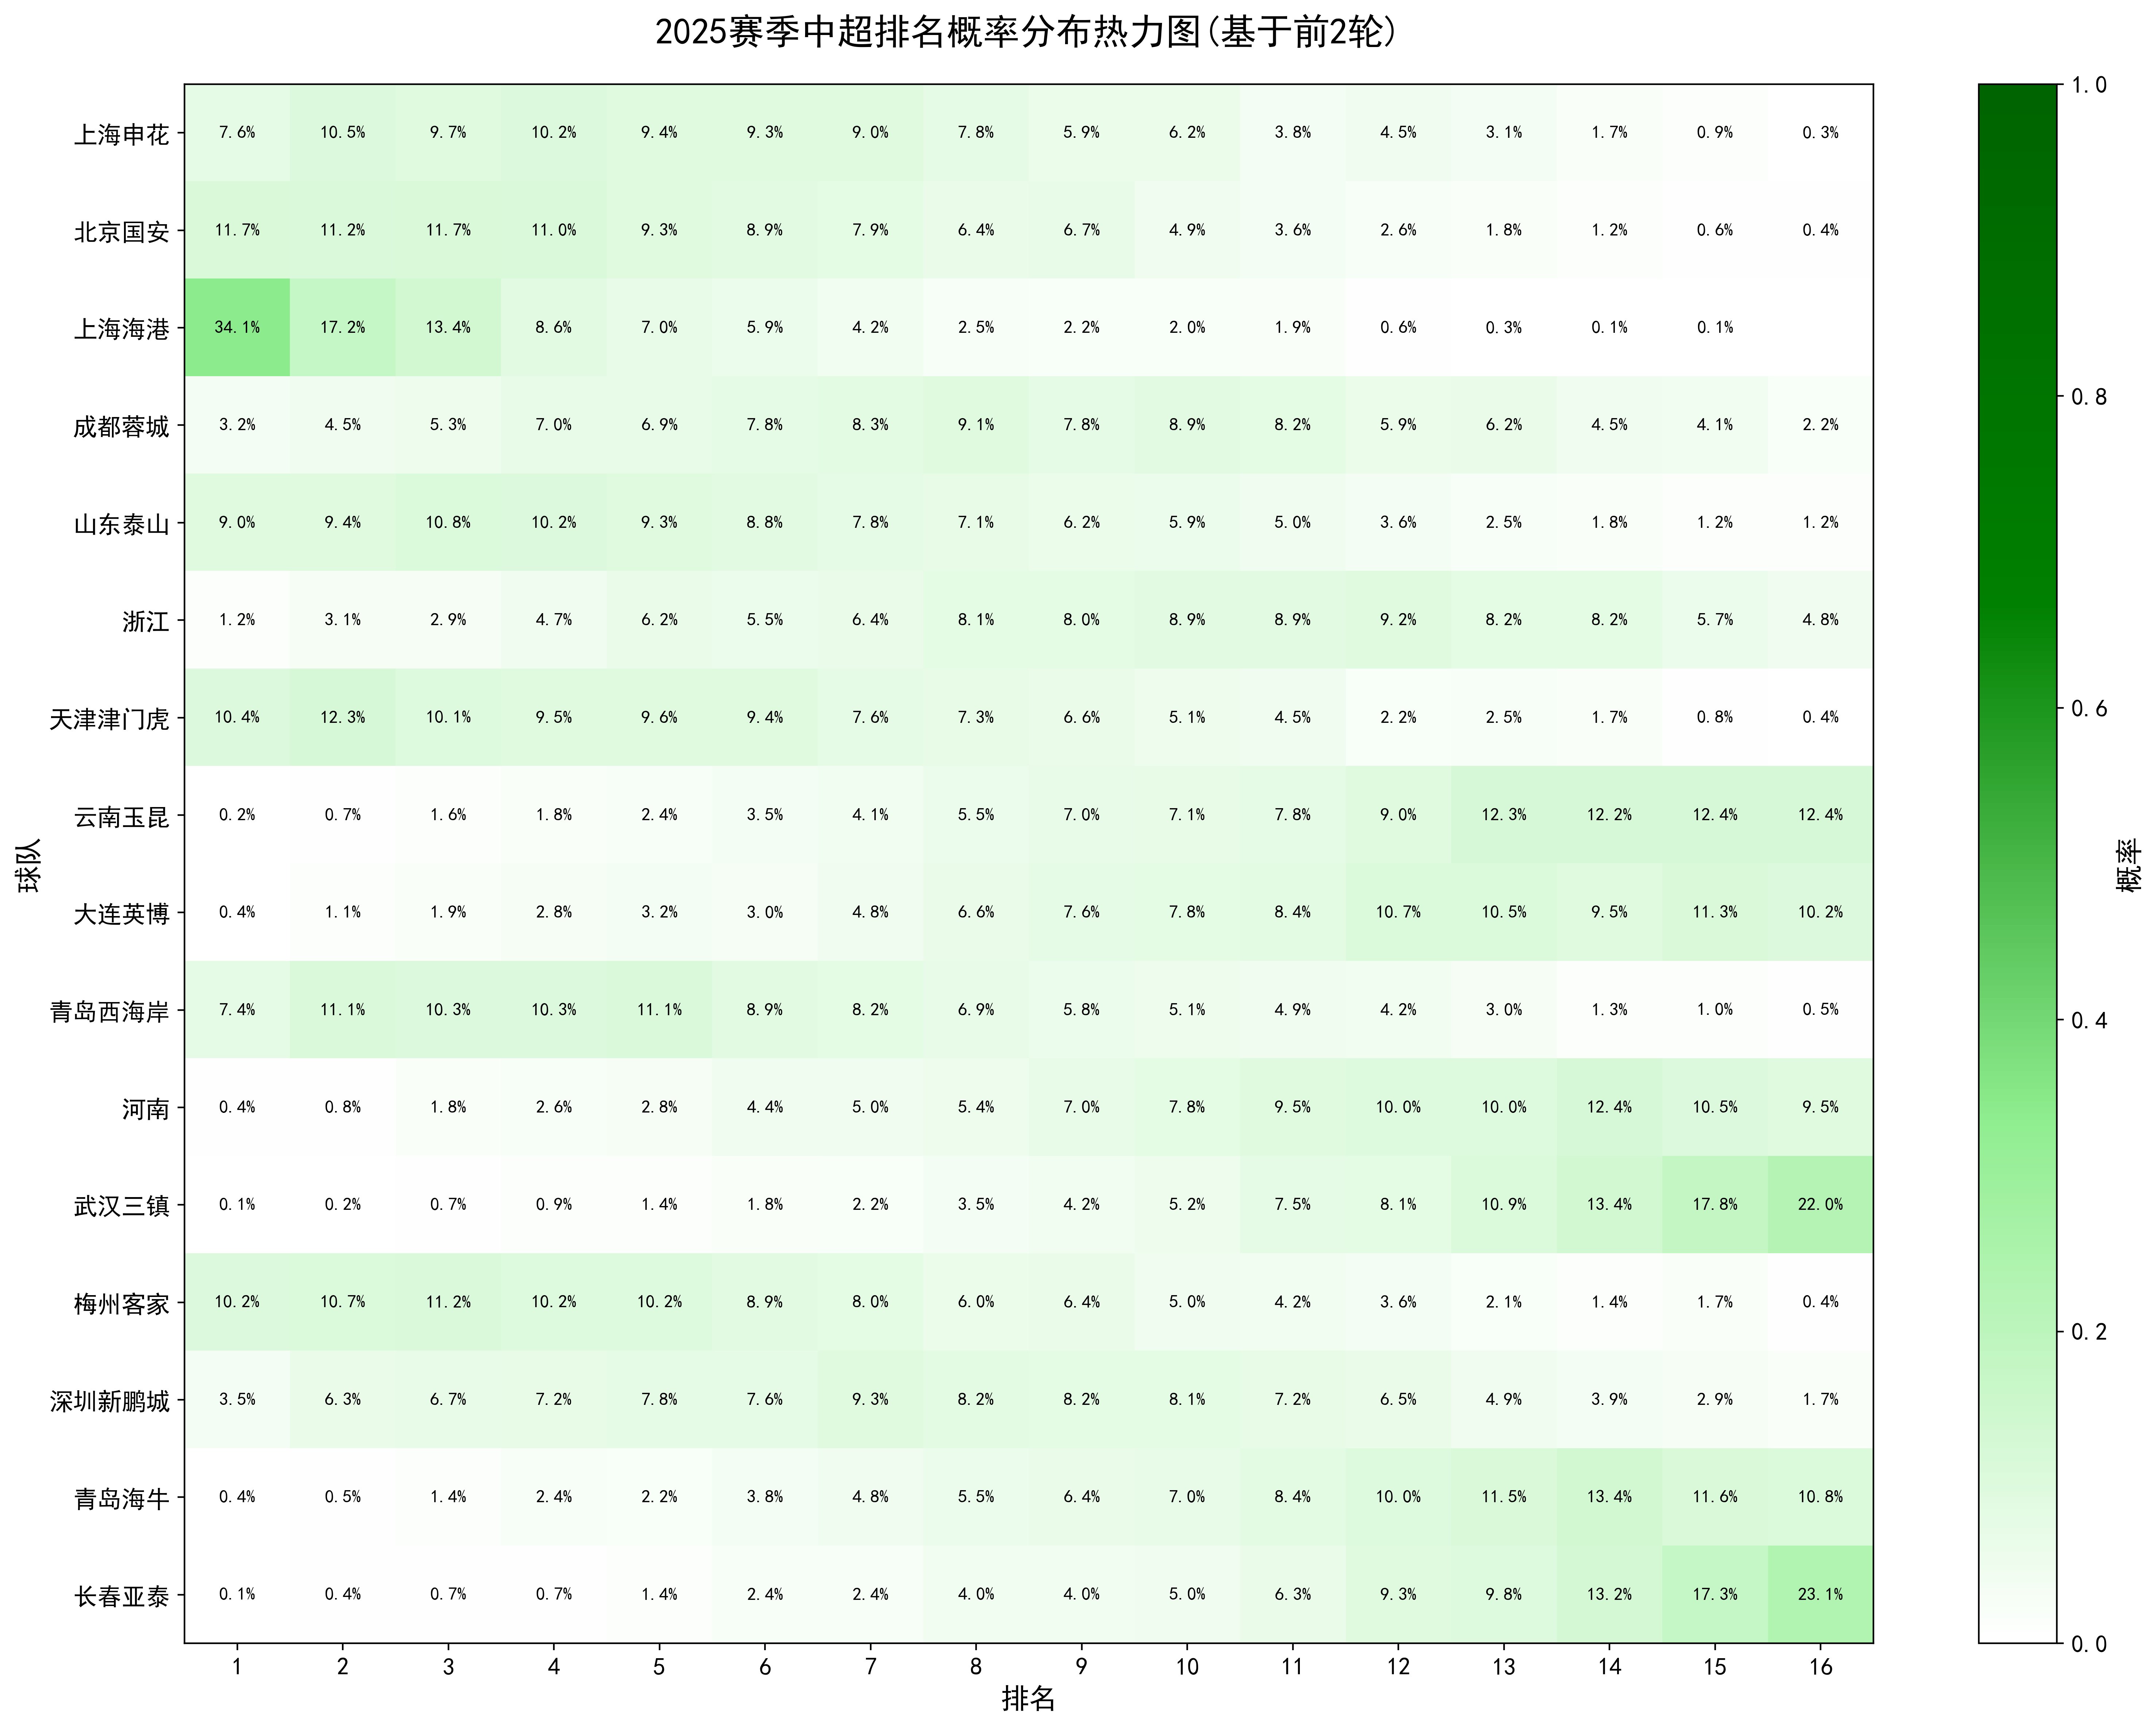 2025赛季中超排名概率分布热力图(基于前2轮)
上海申花 7.6% 10.5% 9.7% 10.2% 9.4% 9.3% 9.0% 7.8% 5.9% 6.2% 3.8% 4.5% 3.1% 1.7% 0.9% 0.3%
北京国安 11.7% 11.2% 11.7% 11.0% 9.3% 8.9% 7.9% 6.4% 6.7% 4.9% 3.6% 2.6% 1.8% 1.2% 0.6% 0.4%
上海海港 34.1% 17.2% 13.4% 8.6% 7.0% 5.9% 4.2% 2.5% 2.2% 2.0% 1.9% 0.6% 0.3% 0.1% 0.1%
成都蓉城 3.2% 4.5% 5.3% 7.0% 6.9% 7.8% 8.3% 9.1% 7.8% 8.9% 8.2% 5.9% 6.2% 4.5% 4.1% 2.2%
山东泰山 9.0% 9.4% 10.8% 10.2% 9.3% 8.8% 7.8% 7.1% 6.2% 5.9% 5.0% 3.6% 2.5% 1.8% 1.2% 1.2%
浙江 1.2% 3.1% 2.9% 4.7% 6.2% 5.5% 6.4% 8.1% 8.0% 8.9% 8.9% 9.2% 8.2% 8.2% 5.7% 4.8%
天津津门虎 10.4% 12.3% 10.1% 9.5% 9.6% 9.4% 7.6% 7.3% 6.6% 5.1% 4.5% 2.2% 2.5% 1.7% 0.8% 0.4%
云南玉昆 0.2% 0.7% 1.6% 1.8% 2.4% 3.5% 4.1% 5.5% 7.0% 7.1% 7.8% 9.0% 12.3% 12.2% 12.4% 12.4%
大连英博 0.4% 1.1% 1.9% 2.8% 3.2% 3.0% 4.8% 6.6% 7.6% 7.8% 8.4% 10.7% 10.5% 9.5% 11.3% 10.2%
青岛西海岸 7.4% 11.1% 10.3% 10.3% 11.1% 8.9% 8.2% 6.9% 5.8% 5.1% 4.9% 4.2% 3.0% 1.3% 1.0% 0.5%
河南 0.4% 0.8% 1.8% 2.6% 2.8% 4.4% 5.0% 5.4% 7.0% 7.8% 9.5% 10.0% 10.0% 12.4% 10.5% 9.5%
武汉三镇 0.1% 0.2% 0.7% 0.9% 1.4% 1.8% 2.2% 3.5% 4.2% 5.2% 7.5% 8.1% 10.9% 13.4% 17.8% 22.0%
梅州客家 10.2% 10.7% 11.2% 10.2% 10.2% 8.9% 8.0% 6.0% 6.4% 5.0% 4.2% 3.6% 2.1% 1.4% 1.7% 0.4%
深圳新鹏城 3.5% 6.3% 6.7% 7.2% 7.8% 7.6% 9.3% 8.2% 8.2% 8.1% 7.2% 6.5% 4.9% 3.9% 2.9% 1.7%
青岛海牛 0.4% 0.5% 1.4% 2.4% 2.2% 3.8% 4.8% 5.5% 6.4% 7.0% 8.4% 10.0% 11.5% 13.4% 11.6% 10.8%
长春亚泰 0.1% 0.4% 0.7% 0.7% 1.4% 2.4% 2.4% 4.0% 4.0% 5.0% 6.3% 9.3% 9.8% 13.2% 17.3% 23.1%
1 2 3 4 5 6 7 8 9 10 11 12 13 14 15 16
排名
球队
1.0
0.8
0.6
0.4
0.2
0.0
概率